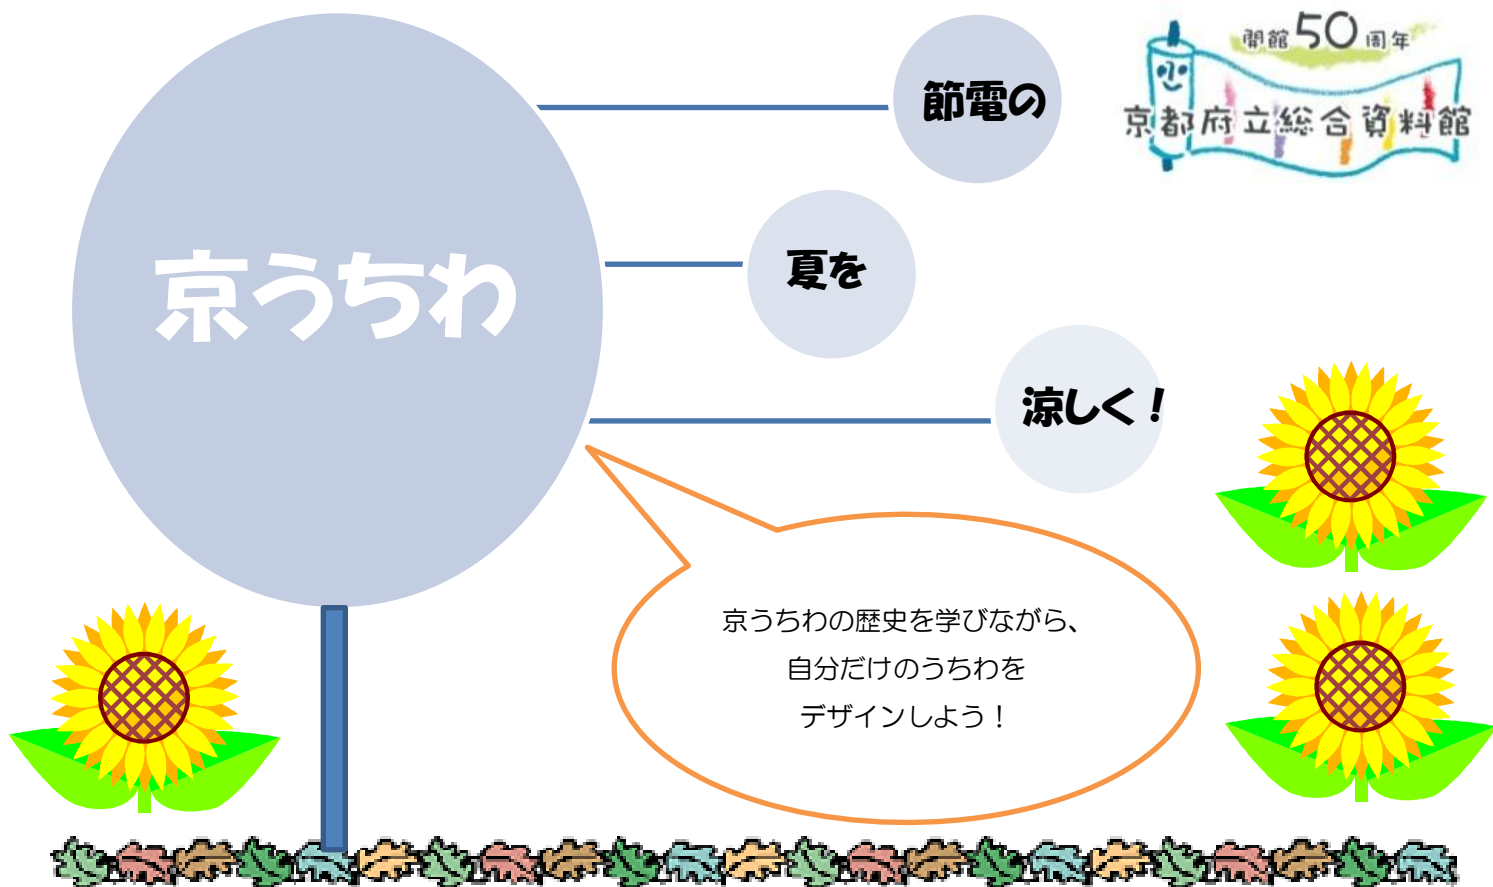 開館50周年
京都府立総合資料館
京うちわ
節電の
夏を
涼しく！
京うちわの歴史を学びながら、
自分だけのうちわを
デザインしよう！